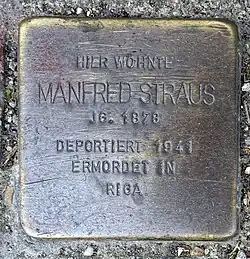 HIER WOHNTE
MANFRED STRAUS
JG. 1878
DEPORTIERT 1941
ERMORDET IN
RIGA